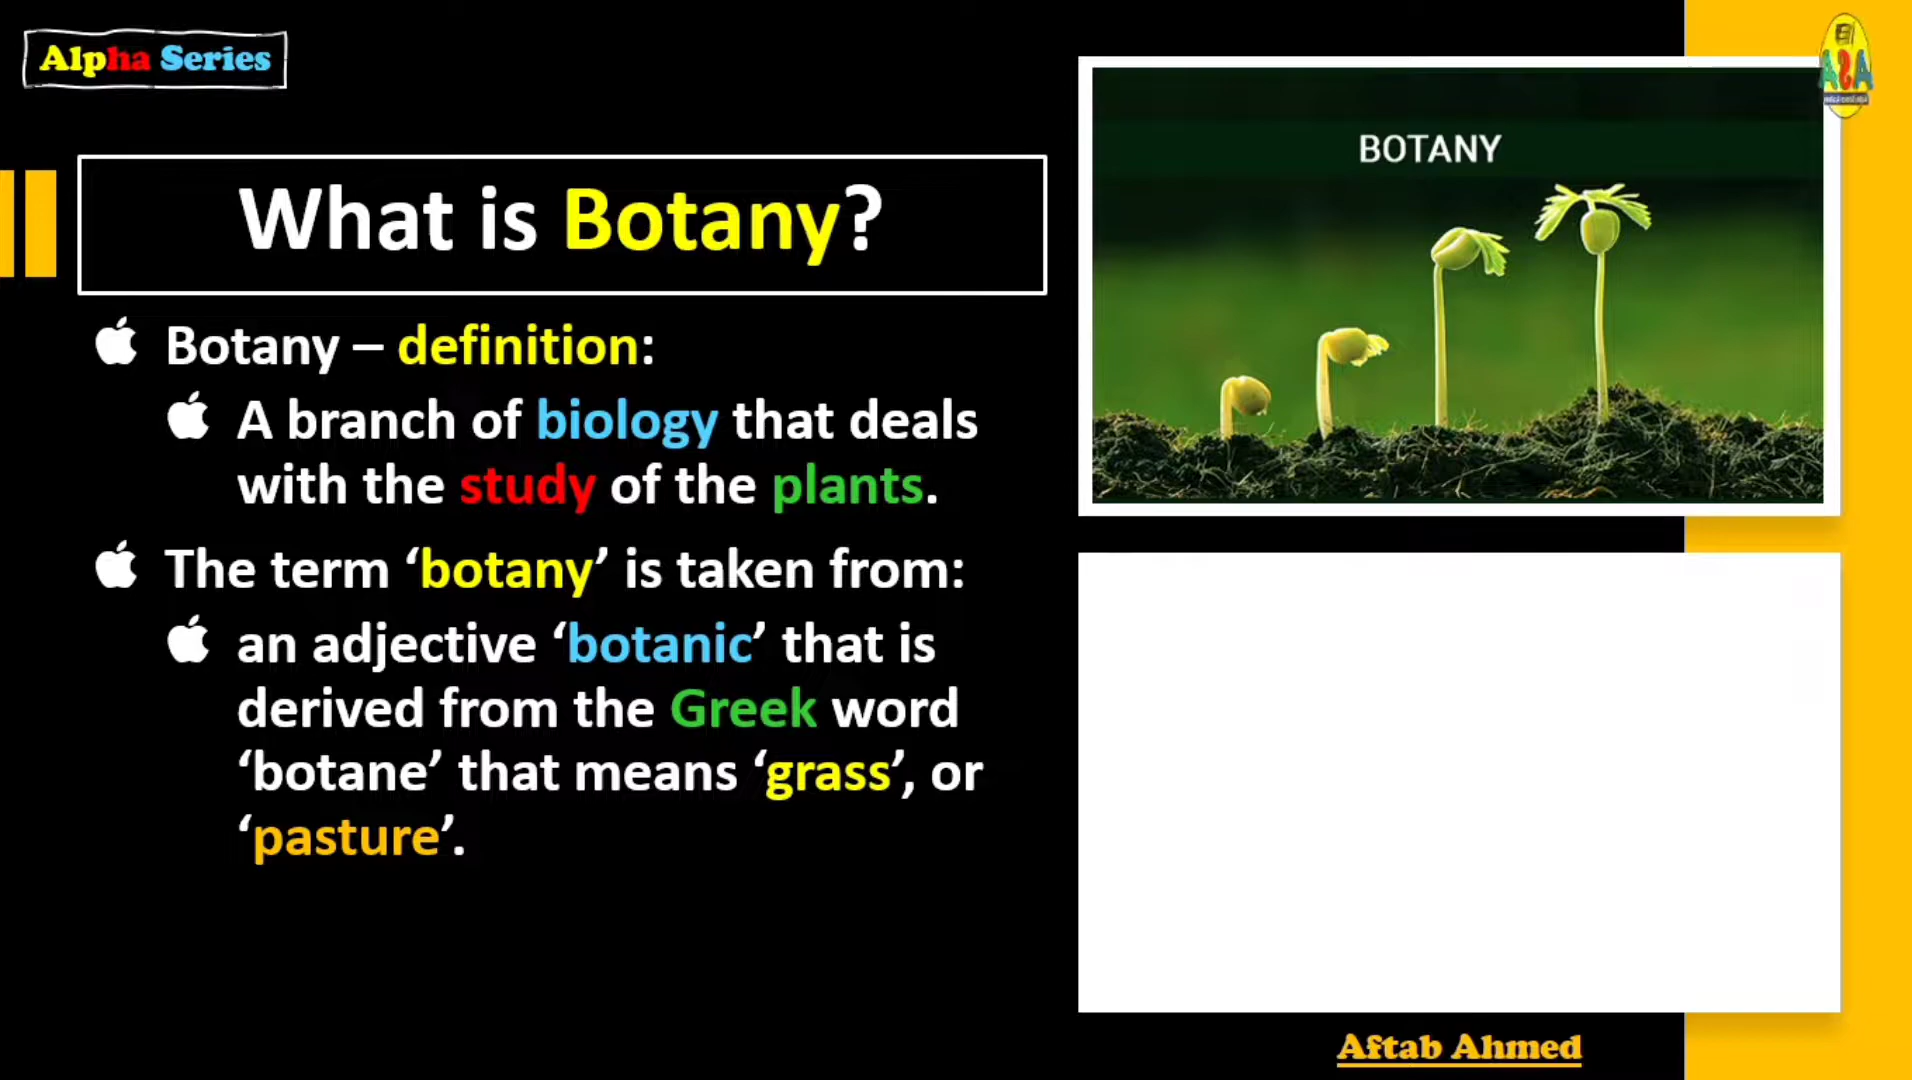 Alpha Series
BOTANY
What is Botany?
Botany – definition:
A branch of biology that deals
with the study of the plants.
The term ‘botany’ is taken from:
an adjective ‘botanic’ that is
derived from the Greek word
‘botane’ that means ‘grass’, or
‘pasture’.
Aftab Ahmed